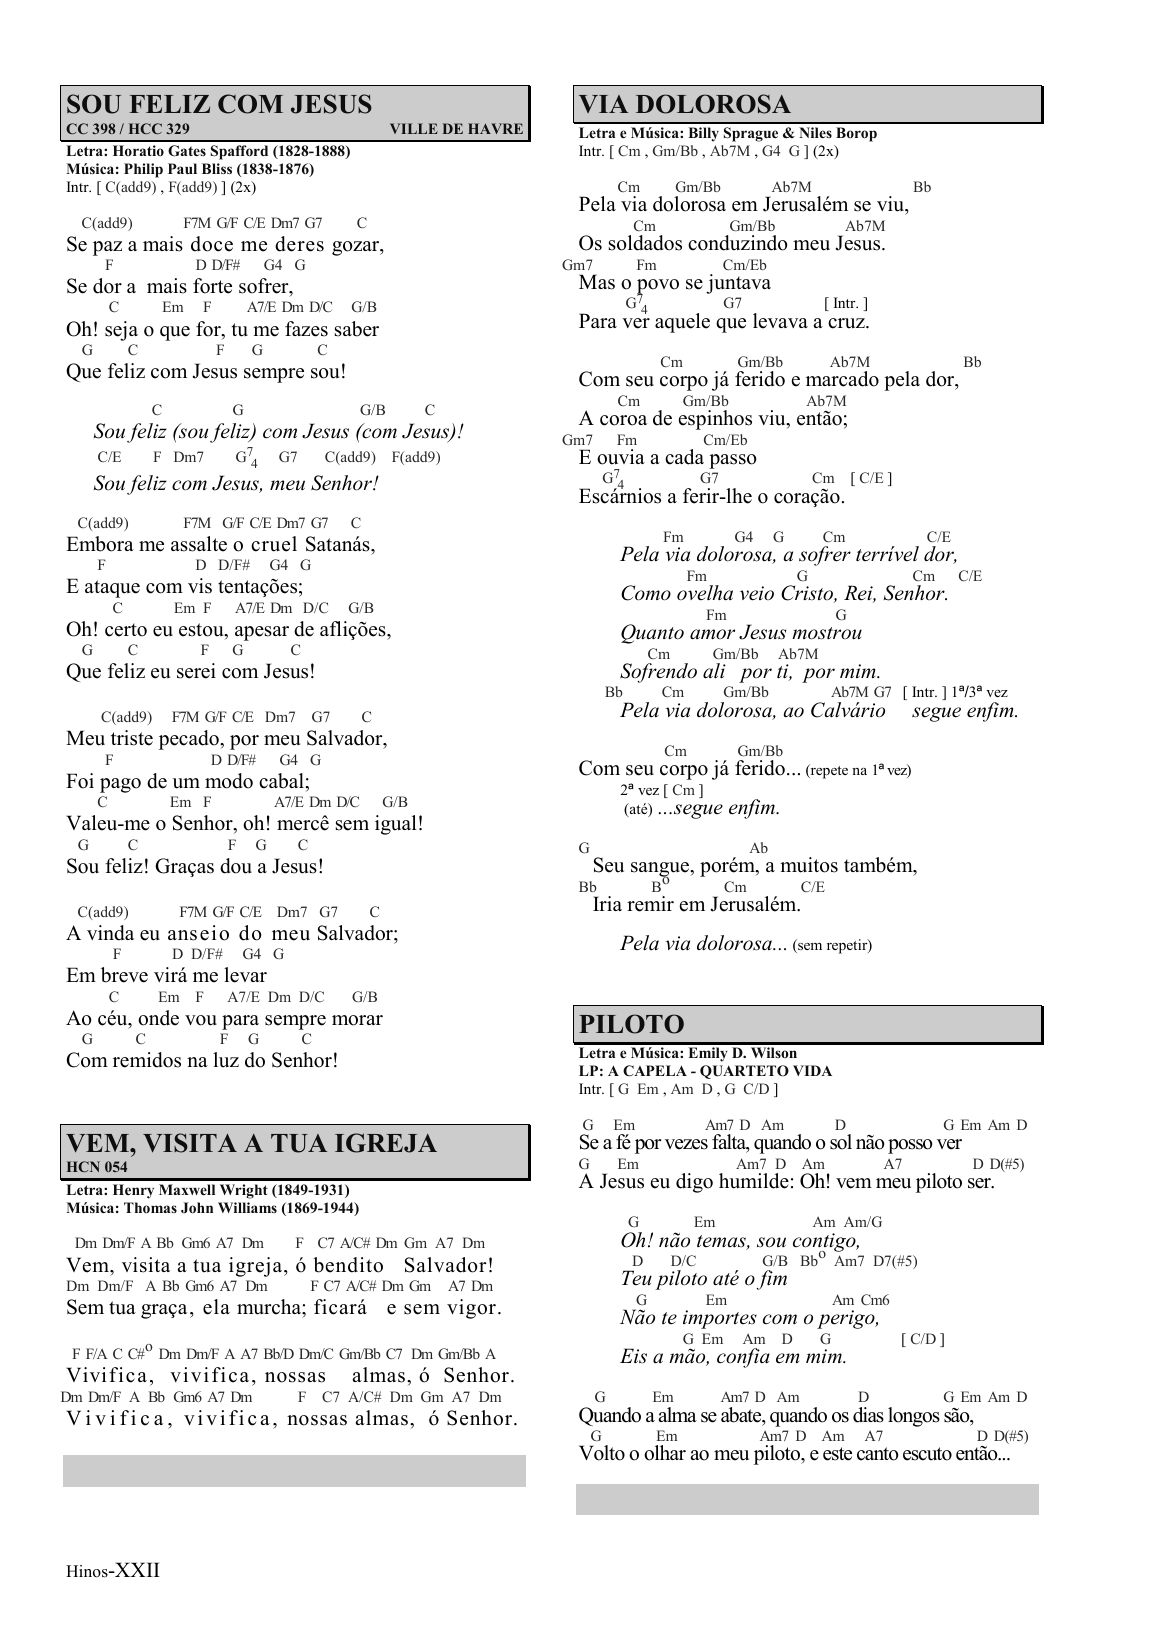 SOU FELIZ COM JESUS
CC 398 / HCC 329 VILLE DE HAVRE
Letra: Horatio Gates Spafford (1828-1888)
Música: Philip Paul Bliss (1838-1876)
Intr. [ C(add9) , F(add9) ] (2x)
C(add9) F7M G/F C/E Dm7 G7 C
Se paz a mais doce me deres gozar,
F D D/F# G4 G
Se dor a mais forte sofrer,
C Em F A7/E Dm D/C G/B
Oh! seja o que for, tu me fazes saber
G C F G C
Que feliz com Jesus sempre sou!
C G G/B C
Sou feliz (sou feliz) com Jesus (com Jesus)!
C/E F Dm7 G74 G7 C(add9) F(add9)
Sou feliz com Jesus, meu Senhor!
C(add9) F7M G/F C/E Dm7 G7 C
Embora me assalte o cruel Satanás,
F D D/F# G4 G
E ataque com vis tentações;
C Em F A7/E Dm D/C G/B
Oh! certo eu estou, apesar de aflições,
G C F G C
Que feliz eu serei com Jesus!
C(add9) F7M G/F C/E Dm7 G7 C
Meu triste pecado, por meu Salvador,
F D D/F# G4 G
Foi pago de um modo cabal;
C Em F A7/E Dm D/C G/B
Valeu-me o Senhor, oh! mercê sem igual!
G C F G C
Sou feliz! Graças dou a Jesus!
C(add9) F7M G/F C/E Dm7 G7 C
A vinda eu anseio do meu Salvador;
F D D/F# G4 G
Em breve virá me levar
C Em F A7/E Dm D/C G/B
Ao céu, onde vou para sempre morar
G C F G C
Com remidos na luz do Senhor!
VEM, VISITA A TUA IGREJA
HCN 054
Letra: Henry Maxwell Wright (1849-1931)
Música: Thomas John Williams (1869-1944)
Dm Dm/F A Bb Gm6 A7 Dm F C7 A/C# Dm Gm A7 Dm
Vem, visita a tua igreja, ó bendito Salvador!
Dm Dm/F A Bb Gm6 A7 Dm F C7 A/C# Dm Gm A7 Dm
Sem tua graça, ela murcha; ficará e sem vigor.
F F/A C C#o Dm Dm/F A A7 Bb/D Dm/C Gm/Bb C7 Dm Gm/Bb A
Vivifica, vivifica, nossas almas, ó Senhor.
Dm Dm/F A Bb Gm6 A7 Dm F C7 A/C# Dm Gm A7 Dm
Vivifica, vivifica, nossas almas, ó Senhor.
VIA DOLOROSA
Letra e Música: Billy Sprague & Niles Borop
Intr. [ Cm , Gm/Bb , Ab7M , G4 G ] (2x)
Cm Gm/Bb Ab7M Bb
Pela via dolorosa em Jerusalém se viu,
Cm Gm/Bb Ab7M
Os soldados conduzindo meu Jesus.
Gm7 Fm Cm/Eb
Mas o povo se juntava
G74 G7 [ Intr. ]
Para ver aquele que levava a cruz.
Cm Gm/Bb Ab7M Bb
Com seu corpo já ferido e marcado pela dor,
Cm Gm/Bb Ab7M
A coroa de espinhos viu, então;
Gm7 Fm Cm/Eb
E ouvia a cada passo
G74 G7 Cm [ C/E ]
Escárnios a ferir-lhe o coração.
Fm G4 G Cm C/E
Pela via dolorosa, a sofrer terrível dor,
Fm G Cm C/E
Como ovelha veio Cristo, Rei, Senhor.
Fm G
Quanto amor Jesus mostrou
Cm Gm/Bb Ab7M
Sofrendo ali por ti, por mim.
Bb Cm Gm/Bb Ab7M G7 [ Intr. ] 1ª/3ª vez
Pela via dolorosa, ao Calvário segue enfim.
Cm Gm/Bb
Com seu corpo já ferido... (repete na 1ª vez)
2ª vez [ Cm ]
(até) ...segue enfim.
G Ab
Seu sangue, porém, a muitos também,
Bb Bo Cm C/E
Iria remir em Jerusalém.
Pela via dolorosa... (sem repetir)
PILOTO
Letra e Música: Emily D. Wilson
LP: A CAPELA - QUARTETO VIDA
Intr. [ G Em , Am D , G C/D ]
G Em Am7 D Am D G Em Am D
Se a fé por vezes falta, quando o sol não posso ver
G Em Am7 D Am A7 D D(#5)
A Jesus eu digo humilde: Oh! vem meu piloto ser.
G Em Am Am/G
Oh! não temas, sou contigo,
D D/C G/B Bbo Am7 D7(#5)
Teu piloto até o fim
G Em Am Cm6
Não te importes com o perigo,
G Em Am D G [ C/D ]
Eis a mão, confia em mim.
G Em Am7 D Am D G Em Am D
Quando a alma se abate, quando os dias longos são,
G Em Am7 D Am A7 D D(#5)
Volto o olhar ao meu piloto, e este canto escuto então...
Hinos-XXII